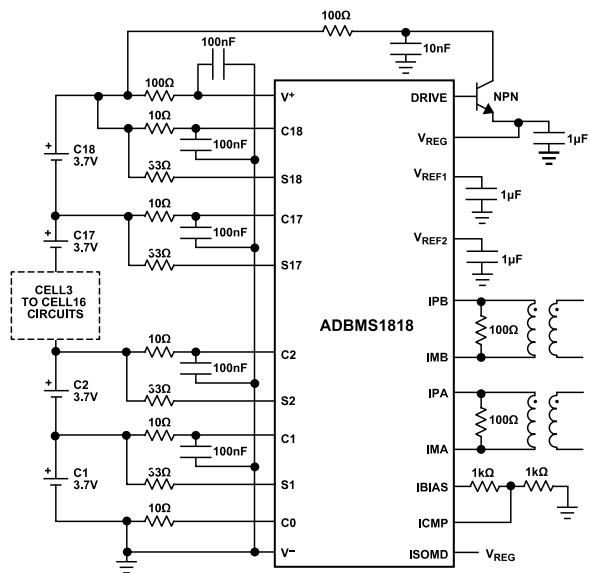 100Ω
100nF
10nF
NPN
100Ω
V+
DRIVE
10Ω
C18
VREG
1µF
100nF
C18
3.7V
33Ω
S18
VREF1
1µF
10Ω
C17
100nF
C17
3.7V
33Ω
S17
VREF2
1µF
CELL3
TO CELL16
CIRCUITS
ADBMS1818
IPB
100Ω
IMB
10Ω
C2
100nF
C2
3.7V
33Ω
S2
IPA
100Ω
IMA
10Ω
C1
100nF
C1
3.7V
33Ω
S1
IBIAS
1kΩ
1kΩ
10Ω
C0
ICMP
V–
ISOMD
VREG